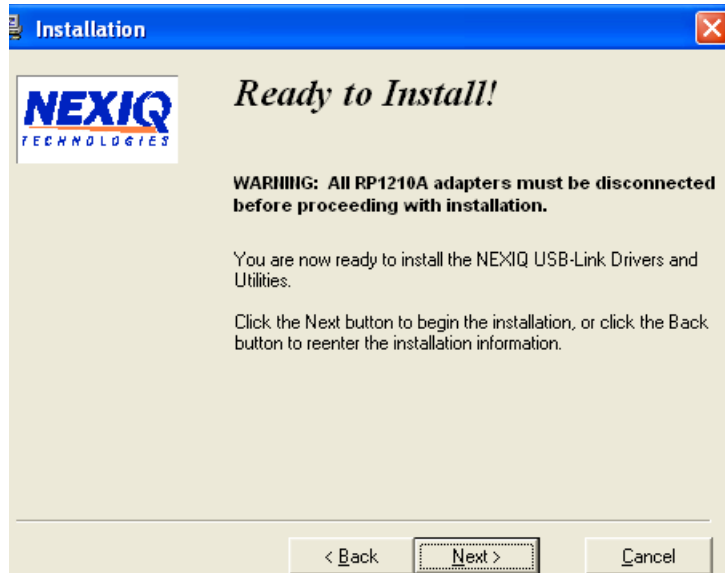 Installation
NEXIQ
TECHNOLOGIES
Ready to Install!
WARNING: All RP1210A adapters must be disconnected
before proceeding with installation.
You are now ready to install the NEXIQ USB-Link Drivers and
Utilities.
Click the Next button to begin the installation, or click the Back
button to reenter the installation information.
< Back
Next >
Cancel